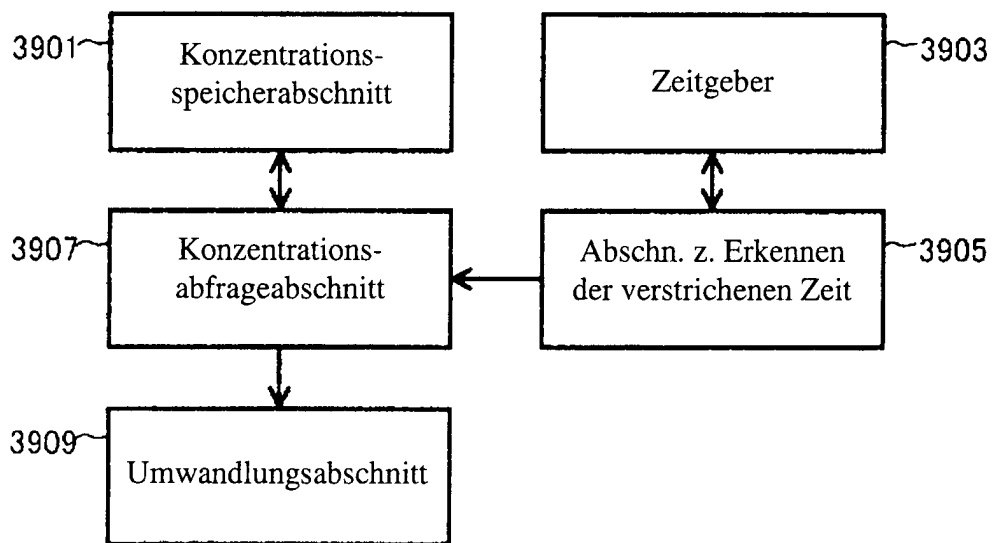 3901
Konzentrations-
speicherabschnitt
Zeitgeber
3903
3907
Konzentrations-
abfrageabschnitt
Abschn. z. Erkennen
der verstrichenen Zeit
3905
3909
Umwandlungsabschnitt